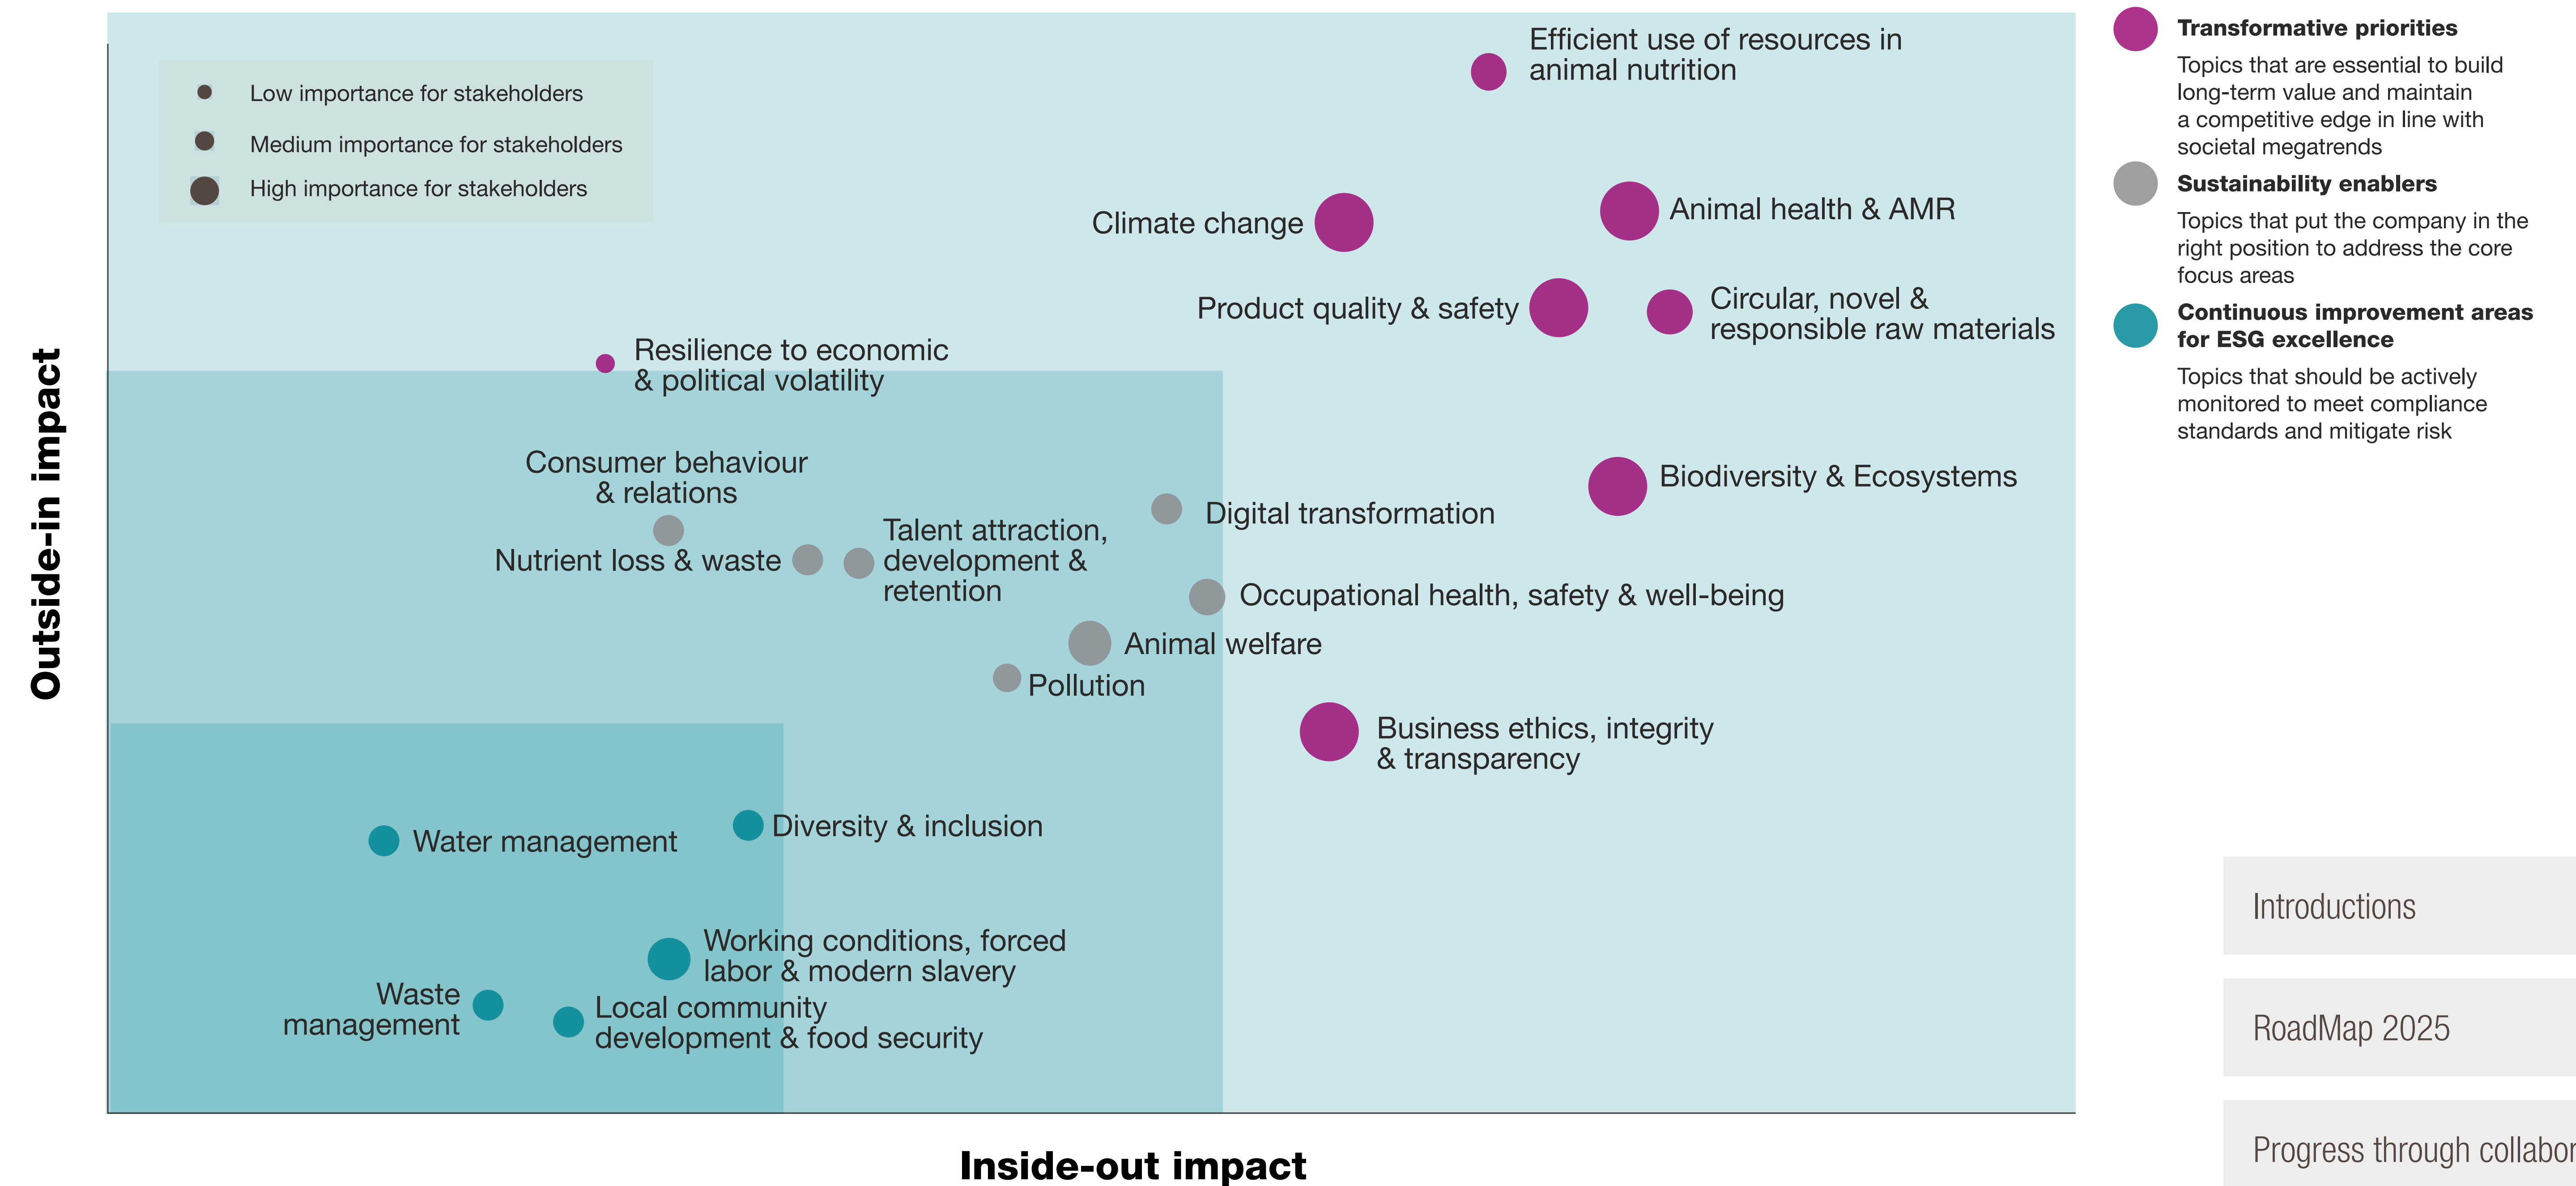 Efficient use of resources in
animal nutrition
Low importance for stakeholders
Medium importance for stakeholders
High importance for stakeholders
Climate change
Animal health & AMR
Product quality & safety
Circular, novel &
responsible raw materials
Resilience to economic
& political volatility
Consumer behaviour
& relations
Biodiversity & Ecosystems
Digital transformation
Talent attraction,
development &
retention
Nutrient loss & waste
Occupational health, safety & well-being
Animal welfare
Pollution
Business ethics, integrity
& transparency
Diversity & inclusion
Water management
Working conditions, forced
labor & modern slavery
Waste
management
Local community
development & food security
Outside-in impact
Inside-out impact
Transformative priorities
Topics that are essential to build
long-term value and maintain
a competitive edge in line with
societal megatrends
Sustainability enablers
Topics that put the company in the
right position to address the core
focus areas
Continuous improvement areas
for ESG excellence
Topics that should be actively
monitored to meet compliance
standards and mitigate risk
Introductions
RoadMap 2025
Progress through